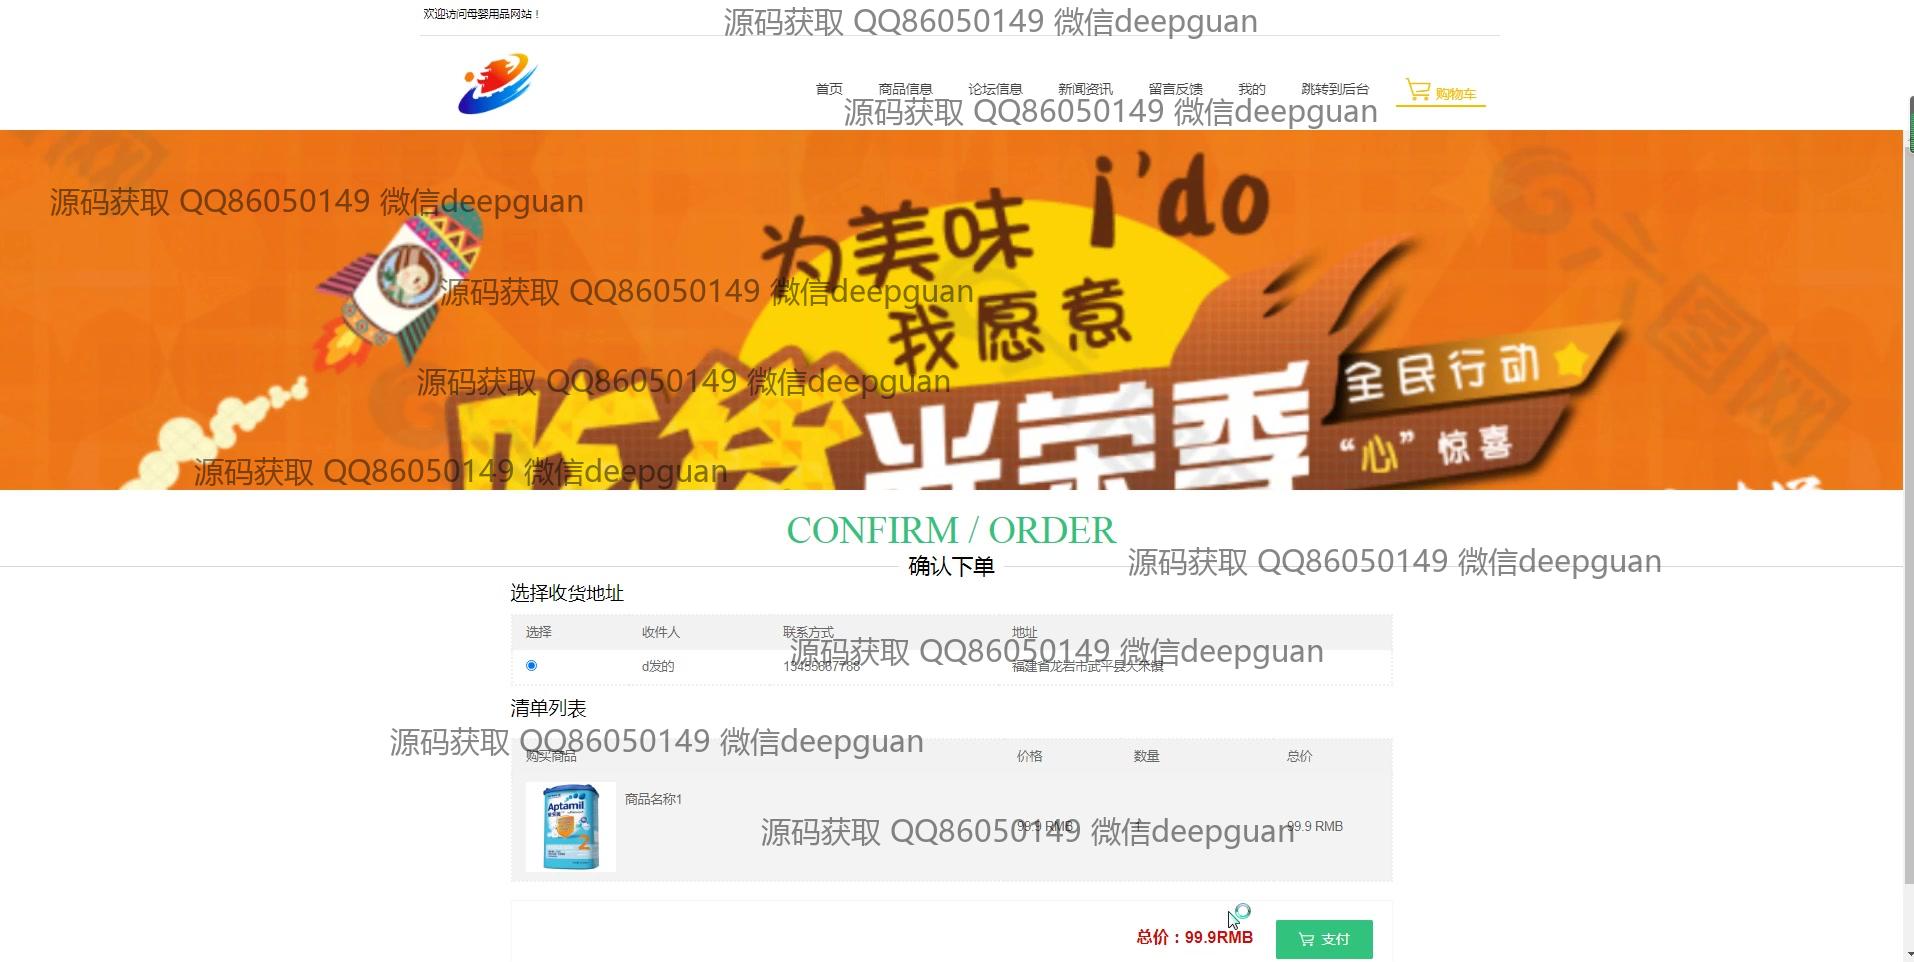 欢迎访问母婴用品网站！
源码获取 QQ86050149 微信deepguan
首页 商品信息 论坛信息 新闻资讯 留言反馈 我的 跳转到后台 购物车
源码获取 QQ86050149 微信deepguan
源码获取 QQ86050149 微信deepguan
i'do
为美味
源码获取 QQ86050149 微信deepguan
我愿意
六图网
源码获取 QQ86050149 微信deepguan
全民行动
吃货光荣季
“心”惊喜
源码获取 QQ86050149 微信deepguan
CONFIRM / ORDER
确认下单
源码获取 QQ86050149 微信deepguan
选择收货地址
选择 收件人 联系方式 地址
源码获取 QQ86050149 微信deepguan
d发的 13455667788 福建省龙岩市武平县大禾镇
清单列表
源码获取 QQ86050149 微信deepguan
购买商品 价格 数量 总价
Aptamil
2
商品名称1
源码获取 QQ86050149 微信deepguan
99.9 RMB 99.9 RMB
总价：99.9RMB 支付